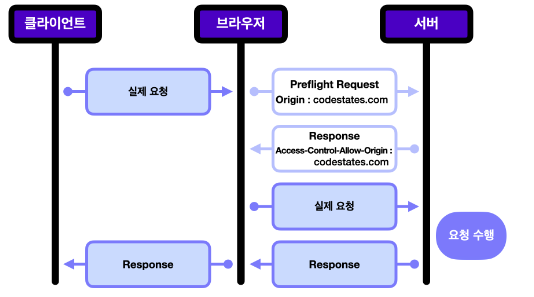 클라이언트
브라우저
서버
실제 요청
Preflight Request
Origin : codestates.com
Response
Access-Control-Allow-Origin :
codestates.com
실제 요청
요청 수행
Response
Response